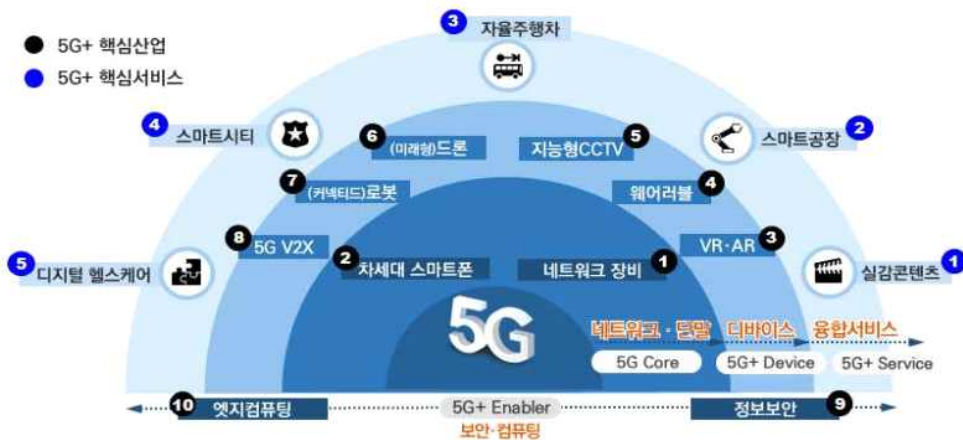 3 자율주행차
5G+ 핵심산업
5G+ 핵심서비스
4 스마트시티
6 (미래형)드론
5 지능형CCTV
스마트공장 2
7 (커넥티드)로봇
웨어러블 4
8 5G V2X
VR·AR 3
5 디지털 헬스케어
2 차세대 스마트폰
네트워크 장비 1
실감콘텐츠 1
5G
네트워크·단말 디바이스 융합서비스
5G Core 5G+ Device 5G+ Service
10 엣지컴퓨팅
5G+ Enabler
정보보안 9
보안·컴퓨팅